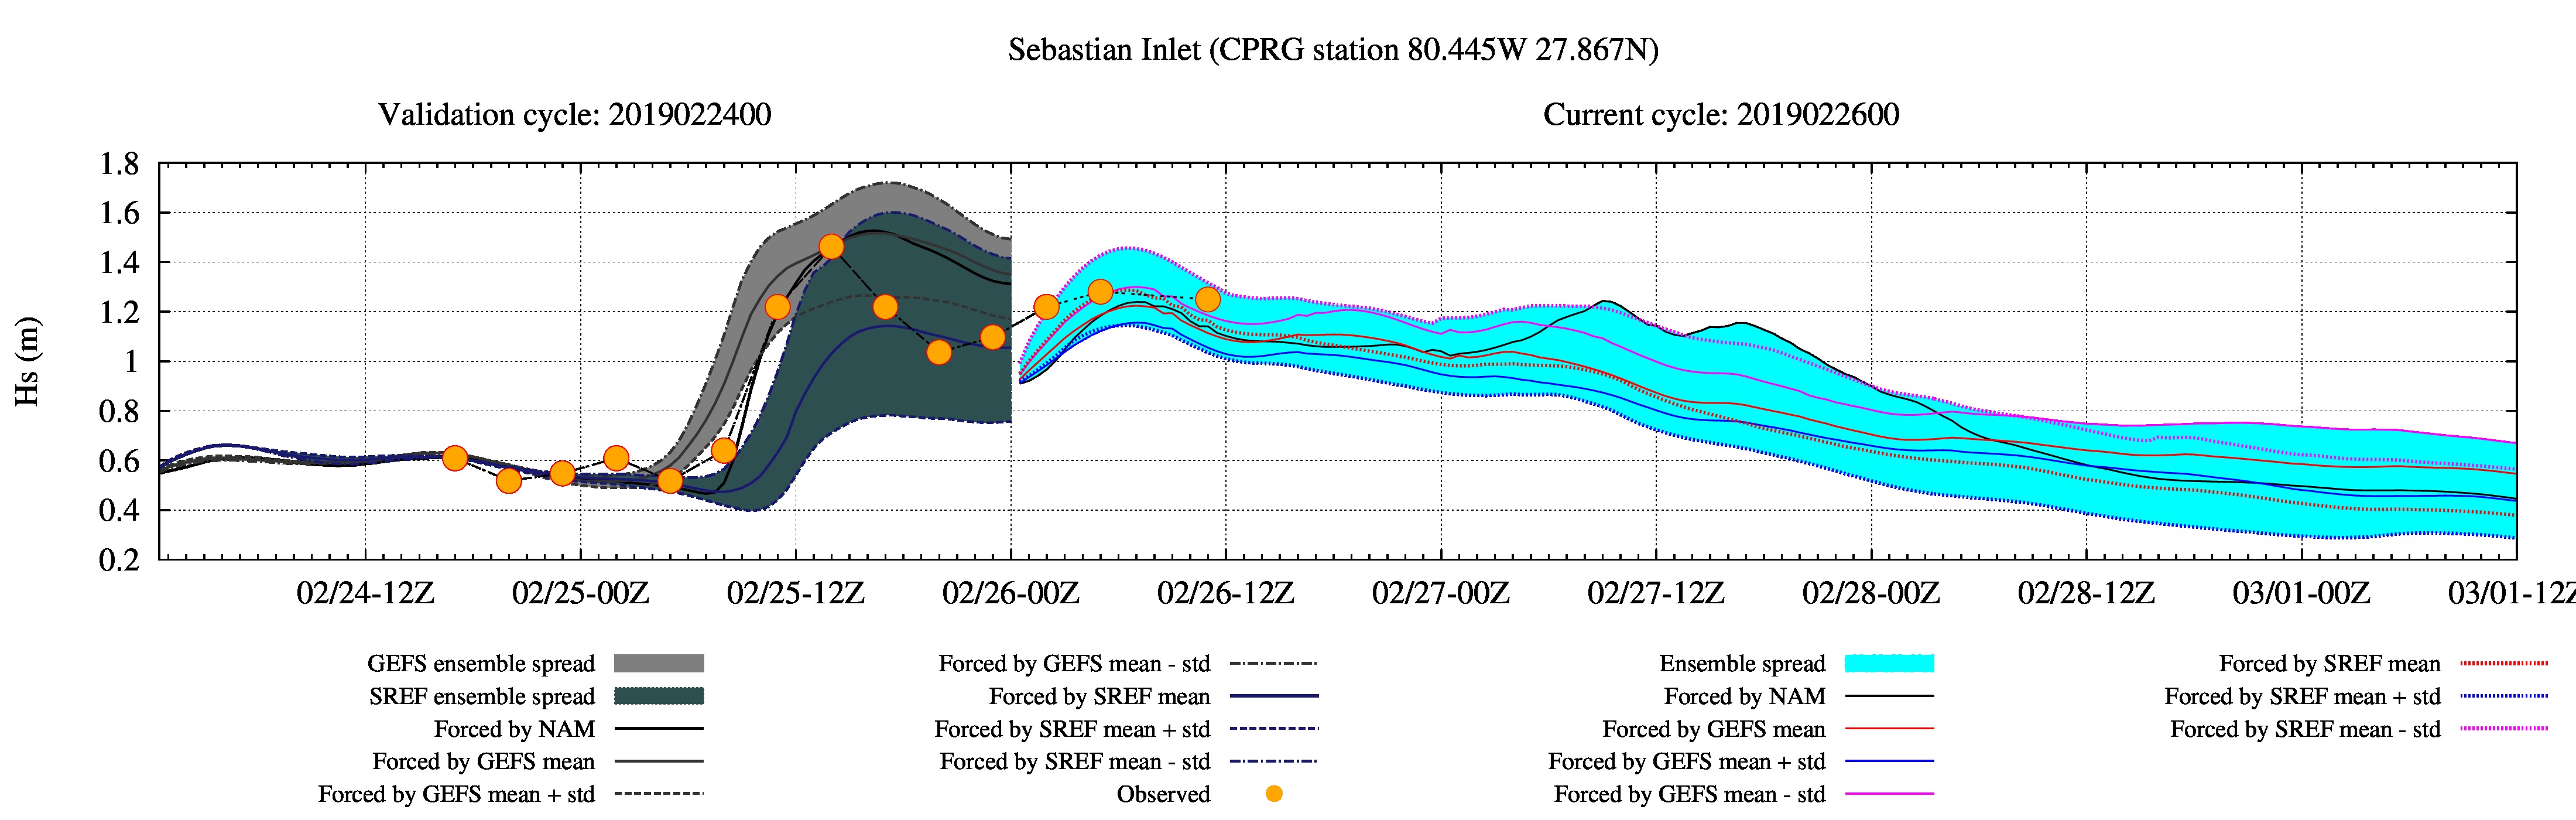 Sebastian Inlet (CPRG station 80.445W 27.867N)
Validation cycle: 2019022400
Current cycle: 2019022600
Hs (m)
1.8
1.6
1.4
1.2
1
0.8
0.6
0.4
0.2
02/24-12Z 02/25-00Z 02/25-12Z 02/26-00Z 02/26-12Z 02/27-00Z 02/27-12Z 02/28-00Z 02/28-12Z 03/01-00Z 03/01-12Z
GEFS ensemble spread
SREF ensemble spread
Forced by NAM
Forced by GEFS mean
Forced by GEFS mean + std
Forced by GEFS mean - std
Forced by SREF mean
Forced by SREF mean + std
Forced by SREF mean - std
Observed
Ensemble spread
Forced by NAM
Forced by GEFS mean
Forced by GEFS mean + std
Forced by GEFS mean - std
Forced by SREF mean
Forced by SREF mean + std
Forced by SREF mean - std